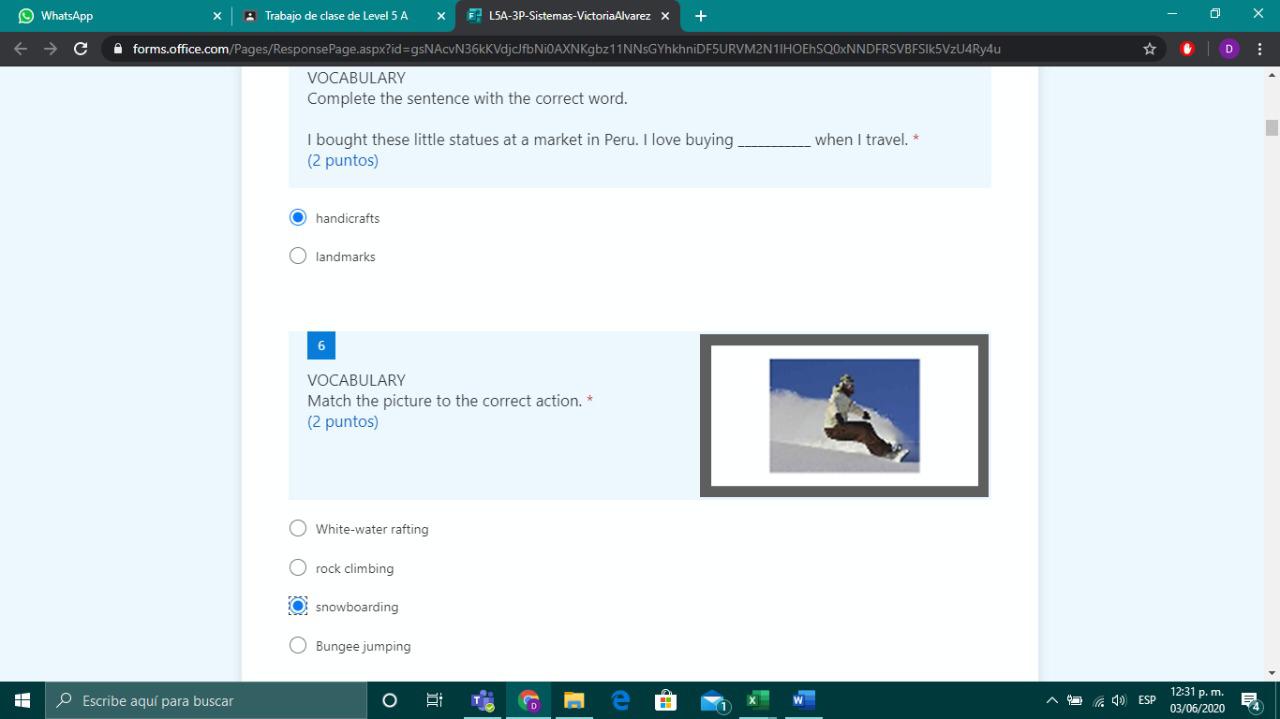 WhatsApp
Trabajo de clase de Level 5 A
L5A-3P-Sistemas-VictoriaAlvarez
forms.office.com/Pages/ResponsePage.aspx?id=gsNAcvN36kKVdjcJfbNi0AXNKgbz11NNsGYhkhniDF5URVM2N1lHOEhSQ0xNNDFRSVBFSlk5VzU4Ry4u
D
VOCABULARY
Complete the sentence with the correct word.
I bought these little statues at a market in Peru. I love buying ___________ when I travel. *
(2 puntos)
handicrafts
landmarks
6
VOCABULARY
Match the picture to the correct action. *
(2 puntos)
White-water rafting
rock climbing
snowboarding
Bungee jumping
Escribe aquí para buscar
1
ESP
12:31 p. m.
03/06/2020
4